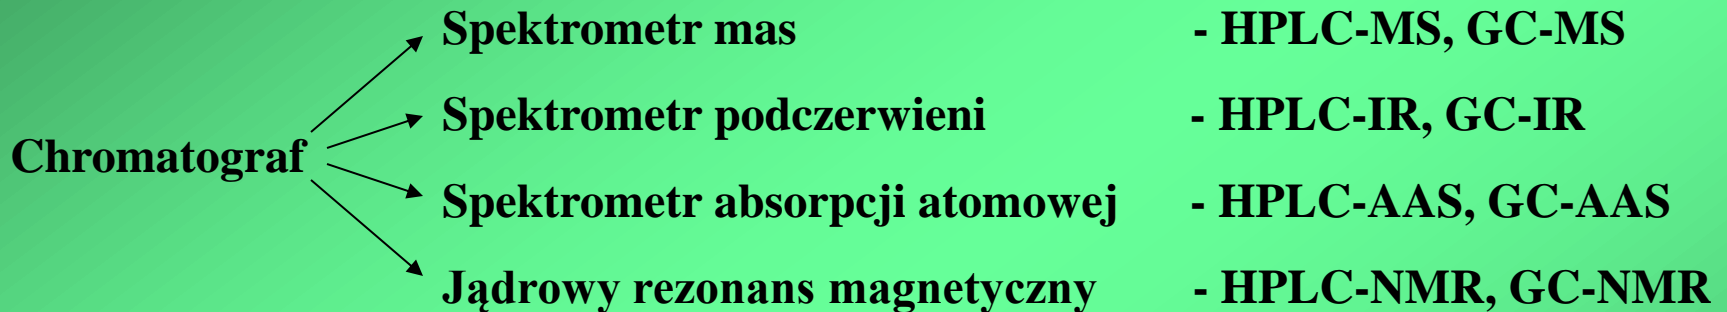 Spektrometr mas - HPLC-MS, GC-MS
Spektrometr podczerwieni - HPLC-IR, GC-IR
Chromatograf
Spektrometr absorpcji atomowej - HPLC-AAS, GC-AAS
Jądrowy rezonans magnetyczny - HPLC-NMR, GC-NMR